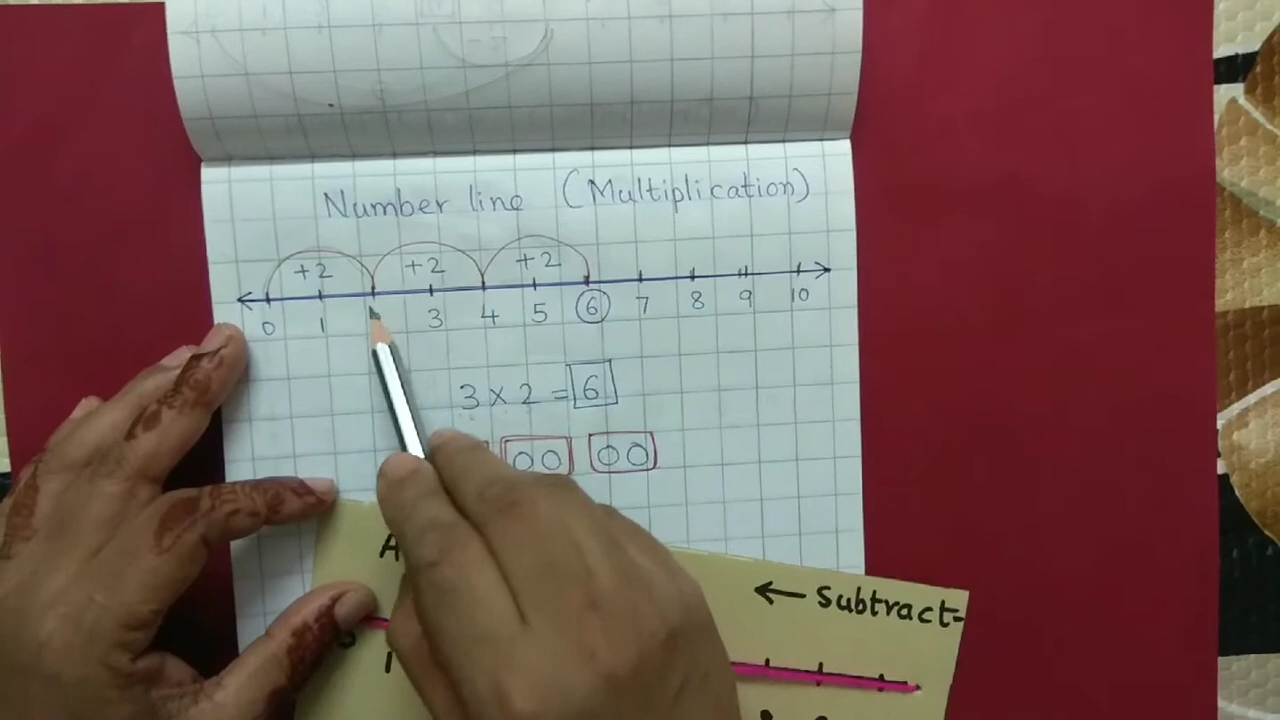 Number line (Multiplication)
+2 +2 +2
0 1 3 4 5 6 7 8 9 10
3 × 2 = 6
← Subtract-
1